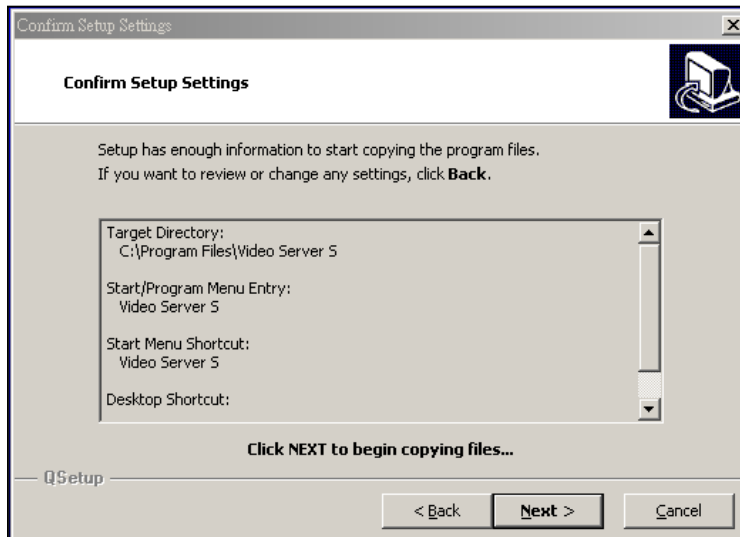 Confirm Setup Settings
Confirm Setup Settings
Setup has enough information to start copying the program files.
If you want to review or change any settings, click Back.
Target Directory:
C:\Program Files\Video Server S
Start/Program Menu Entry:
Video Server S
Start Menu Shortcut:
Video Server S
Desktop Shortcut:
Click NEXT to begin copying files...
QSetup
< Back
Next >
Cancel